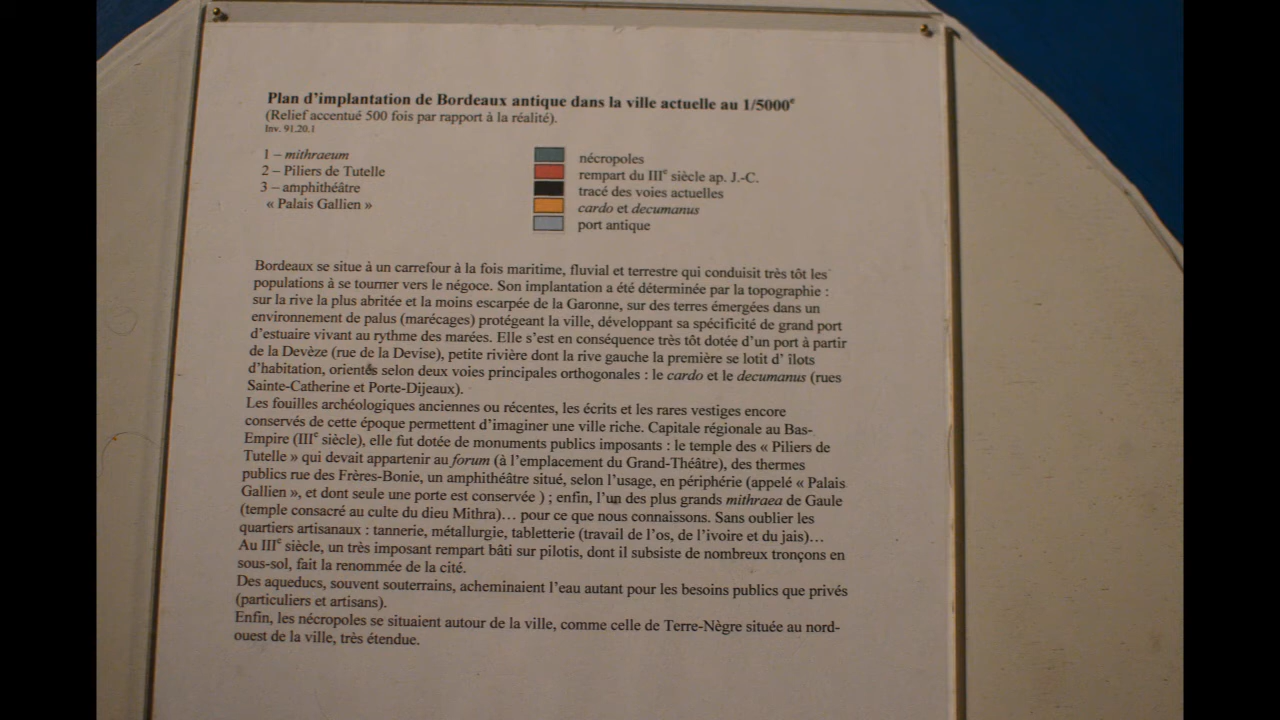 Plan d’implantation de Bordeaux antique dans la ville actuelle au 1/5000e
(Relief accentué 500 fois par rapport à la réalité).
Inv. 91.20.1
1 – mithraeum
2 – Piliers de Tutelle
3 – amphithéâtre
« Palais Gallien »
nécropoles
rempart du IIIe siècle ap. J.-C.
tracé des voies actuelles
cardo et decumanus
port antique
Bordeaux se situe à un carrefour à la fois maritime, fluvial et terrestre qui conduisit très tôt les
populations à se tourner vers le négoce. Son implantation a été déterminée par la topographie :
sur la rive la plus abritée et la moins escarpée de la Garonne, sur des terres émergées dans un
environnement de palus (marécages) protégeant la ville, développant sa spécificité de grand port
d’estuaire vivant au rythme des marées. Elle s’est en conséquence très tôt dotée d’un port à partir
de la Devèze (rue de la Devise), petite rivière dont la rive gauche la première se lotit d’ îlots
d’habitation, orientés selon deux voies principales orthogonales : le cardo et le decumanus (rues
Sainte-Catherine et Porte-Dijeaux).
Les fouilles archéologiques anciennes ou récentes, les écrits et les rares vestiges encore
conservés de cette époque permettent d’imaginer une ville riche. Capitale régionale au Bas-
Empire (IIIe siècle), elle fut dotée de monuments publics imposants : le temple des « Piliers de
Tutelle » qui devait appartenir au forum (à l’emplacement du Grand-Théâtre), des thermes
publics rue des Frères-Bonie, un amphithéâtre situé, selon l’usage, en périphérie (appelé « Palais
Gallien », et dont seule une porte est conservée ) ; enfin, l’un des plus grands mithraea de Gaule
(temple consacré au culte du dieu Mithra)… pour ce que nous connaissons. Sans oublier les
quartiers artisanaux : tannerie, métallurgie, tabletterie (travail de l’os, de l’ivoire et du jais)…
Au IIIe siècle, un très imposant rempart bâti sur pilotis, dont il subsiste de nombreux tronçons en
sous-sol, fait la renommée de la cité.
Des aqueducs, souvent souterrains, acheminaient l’eau autant pour les besoins publics que privés
(particuliers et artisans).
Enfin, les nécropoles se situaient autour de la ville, comme celle de Terre-Nègre située au nord-
ouest de la ville, très étendue.